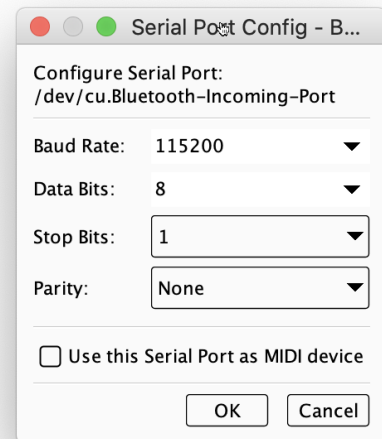 Serial Port Config - B...
Configure Serial Port:
/dev/cu.Bluetooth-Incoming-Port
Baud Rate: 115200
Data Bits: 8
Stop Bits: 1
Parity: None
Use this Serial Port as MIDI device
OK Cancel